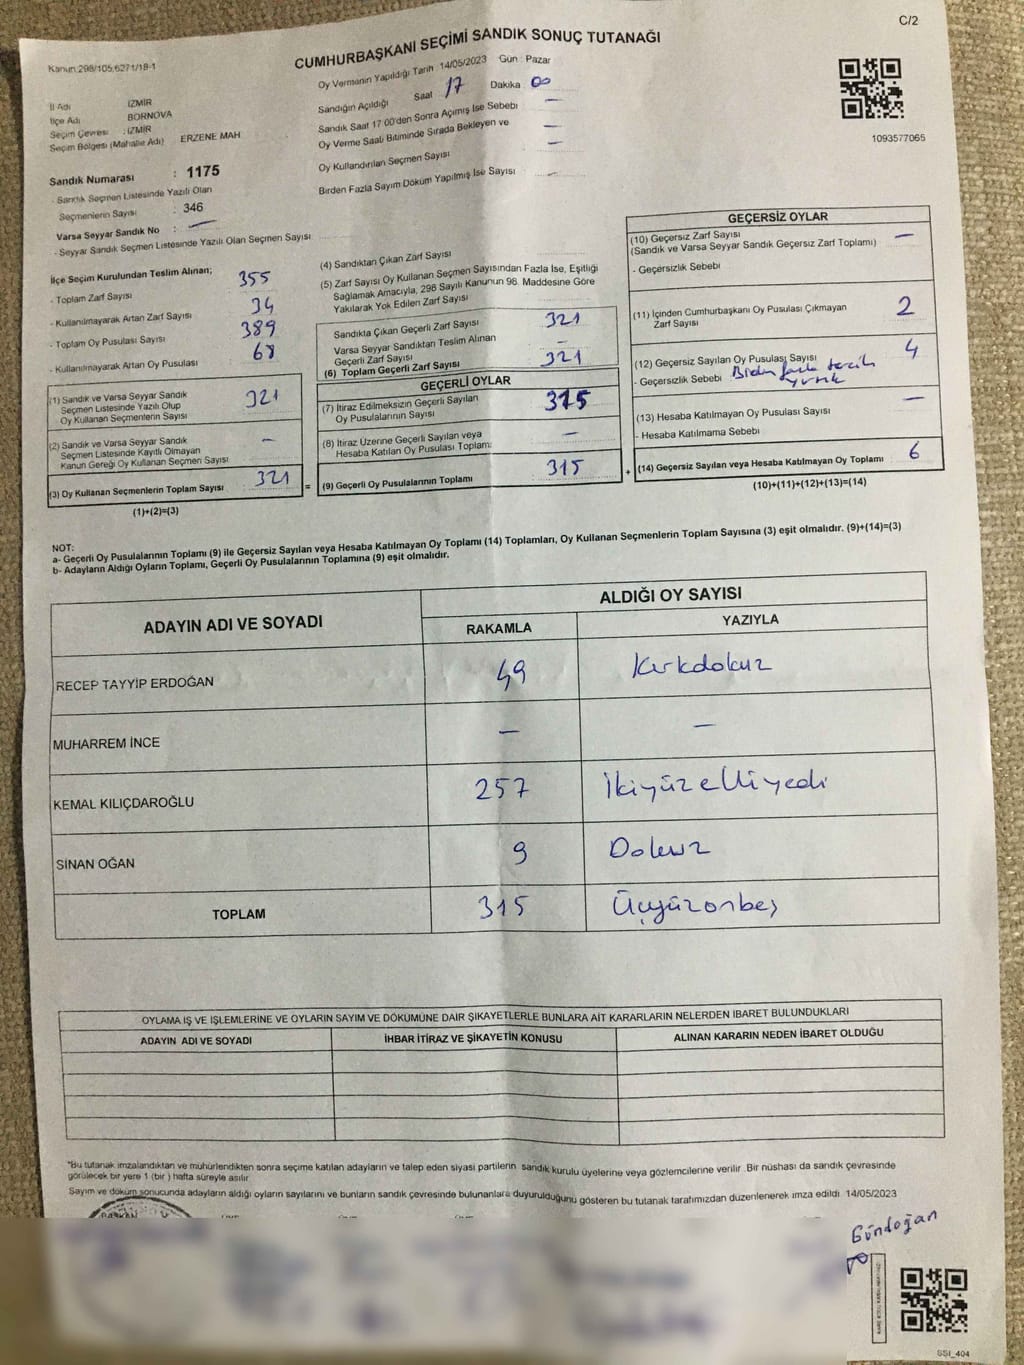 C/2
CUMHURBAŞKANI SEÇİMİ SANDIK SONUÇ TUTANAĞI
Kanun:298/105,6271/18-1
Oy Vermenin Yapıldığı Tarih 14/05/2023 Gün : Pazar
İl Adı İZMİR
İlçe Adı BORNOVA
Seçim Çevresi : İZMİR
Seçim Bölgesi (Mahalle Adı) ERZENE MAH
Sandığın Açıldığı Saat 17 Dakika 00
Sandık Saat 17:00'den Sonra Açılmış İse Sebebi —
Oy Verme Saati Bitiminde Sırada Bekleyen ve —
Oy Kullandırılan Seçmen Sayısı —
Birden Fazla Sayım Döküm Yapılmış İse Sayısı —
1093577065
Sandık Numarası : 1175
- Sandık Seçmen Listesinde Yazılı Olan
Seçmenlerin Sayısı : 346
Varsa Seyyar Sandık No : —
- Seyyar Sandık Seçmen Listesinde Yazılı Olan Seçmen Sayısı
İlçe Seçim Kurulundan Teslim Alınan;
- Toplam Zarf Sayısı 355
- Kullanılmayarak Artan Zarf Sayısı 34
- Toplam Oy Pusulası Sayısı 389
- Kullanılmayarak Artan Oy Pusulası 68
(1) Sandık ve Varsa Seyyar Sandık
Seçmen Listesinde Yazılı Olup
Oy Kullanan Seçmenlerin Sayısı 321
(2) Sandık ve Varsa Seyyar Sandık
Seçmen Listesinde Kayıtlı Olmayan
Kanun Gereği Oy Kullanan Seçmen Sayısı —
(3) Oy Kullanan Seçmenlerin Toplam Sayısı 321 =
(1)+(2)=(3)
(4) Sandıktan Çıkan Zarf Sayısı
(5) Zarf Sayısı Oy Kullanan Seçmen Sayısından Fazla İse, Eşitliği
Sağlamak Amacıyla, 298 Sayılı Kanunun 98. Maddesine Göre
Yakılarak Yok Edilen Zarf Sayısı
Sandıkta Çıkan Geçerli Zarf Sayısı 321
Varsa Seyyar Sandıktan Teslim Alınan
Geçerli Zarf Sayısı —
(6) Toplam Geçerli Zarf Sayısı 321
GEÇERLİ OYLAR
(7) İtiraz Edilmeksizin Geçerli Sayılan
Oy Pusulalarının Sayısı 315
(8) İtiraz Üzerine Geçerli Sayılan veya
Hesaba Katılan Oy Pusulası Toplamı —
(9) Geçerli Oy Pusulalarının Toplamı 315 +
GEÇERSİZ OYLAR
(10) Geçersiz Zarf Sayısı —
(Sandık ve Varsa Seyyar Sandık Geçersiz Zarf Toplamı)
- Geçersizlik Sebebi
(11) İçinden Cumhurbaşkanı Oy Pusulası Çıkmayan
Zarf Sayısı 2
(12) Geçersiz Sayılan Oy Pusulası Sayısı 4
- Geçersizlik Sebebi Birden fazla tercih
(13) Hesaba Katılmayan Oy Pusulası Sayısı —
- Hesaba Katılmama Sebebi
(14) Geçersiz Sayılan veya Hesaba Katılmayan Oy Toplamı 6
(10)+(11)+(12)+(13)=(14)
NOT:
a- Geçerli Oy Pusulalarının Toplamı (9) ile Geçersiz Sayılan veya Hesaba Katılmayan Oy Toplamı (14) Toplamları, Oy Kullanan Seçmenlerin Toplam Sayısına (3) eşit olmalıdır. (9)+(14)=(3)
b- Adayların Aldığı Oyların Toplamı, Geçerli Oy Pusulalarının Toplamına (9) eşit olmalıdır.
ADAYIN ADI VE SOYADI
ALDIĞI OY SAYISI
RAKAMLA YAZIYLA
RECEP TAYYİP ERDOĞAN 49 Kırkdokuz
MUHARREM İNCE — —
KEMAL KILIÇDAROĞLU 257 İkiyüzelliyedi
SİNAN OĞAN 9 Dokuz
TOPLAM 315 Üçyüzonbeş
OYLAMA İŞ VE İŞLEMLERİNE VE OYLARIN SAYIM VE DÖKÜMÜNE DAİR ŞİKAYETLERLE BUNLARA AİT KARARLARIN NELERDEN İBARET BULUNDUKLARI
ADAYIN ADI VE SOYADI İHBAR İTİRAZ VE ŞİKAYETİN KONUSU ALINAN KARARIN NEDEN İBARET OLDUĞU
"Bu tutanak imzalandıktan ve mühürlendikten sonra seçime katılan adayların ve talep eden siyasi partilerin sandık kurulu üyelerine veya gözlemcilerine verilir .Bir nüshası da sandık çevresinde
görülecek bir yere 1 (bir ) hafta süreyle asılır.
Sayım ve döküm sonucunda adayların aldığı oyların sayılarını ve bunların sandık çevresinde bulunanlara duyurulduğunu gösteren bu tutanak tarafımızdan düzenlenerek imza edildi. 14/05/2023
BAŞKAN
Gündoğan
SSI_404